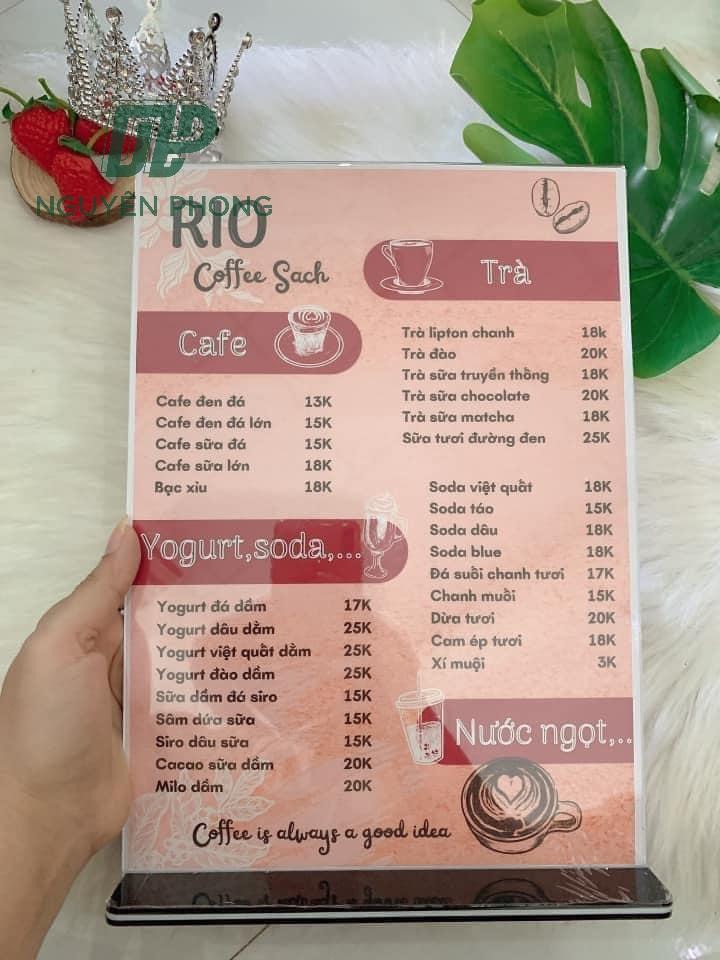 NGUYÊN PHONG
RIO
Coffee Sach
Cafe
Cafe đen đá 13K
Cafe đen đá lớn 15K
Cafe sữa đá 15K
Cafe sữa lớn 18K
Bạc xỉu 18K
Yogurt,soda,...
Yogurt đá dầm 17K
Yogurt dâu dằm 25K
Yogurt việt quất dằm 25K
Yogurt đào dầm 25K
Sữa dầm đá siro 15K
Sâm dứa sữa 15K
Siro dâu sữa 15K
Cacao sữa dầm 20K
Milo dầm 20K
Trà
Trà lipton chanh 18k
Trà đào 20K
Trà sữa truyền thống 18K
Trà sữa chocolate 20K
Trà sữa matcha 18K
Sữa tươi đường đen 25K
Soda việt quất 18K
Soda táo 15K
Soda dâu 18K
Soda blue 18K
Đá suối chanh tươi 17K
Chanh muối 15K
Dừa tươi 20K
Cam ép tươi 18K
Xí muội 3K
Nước ngọt,..
Coffee is always a good idea